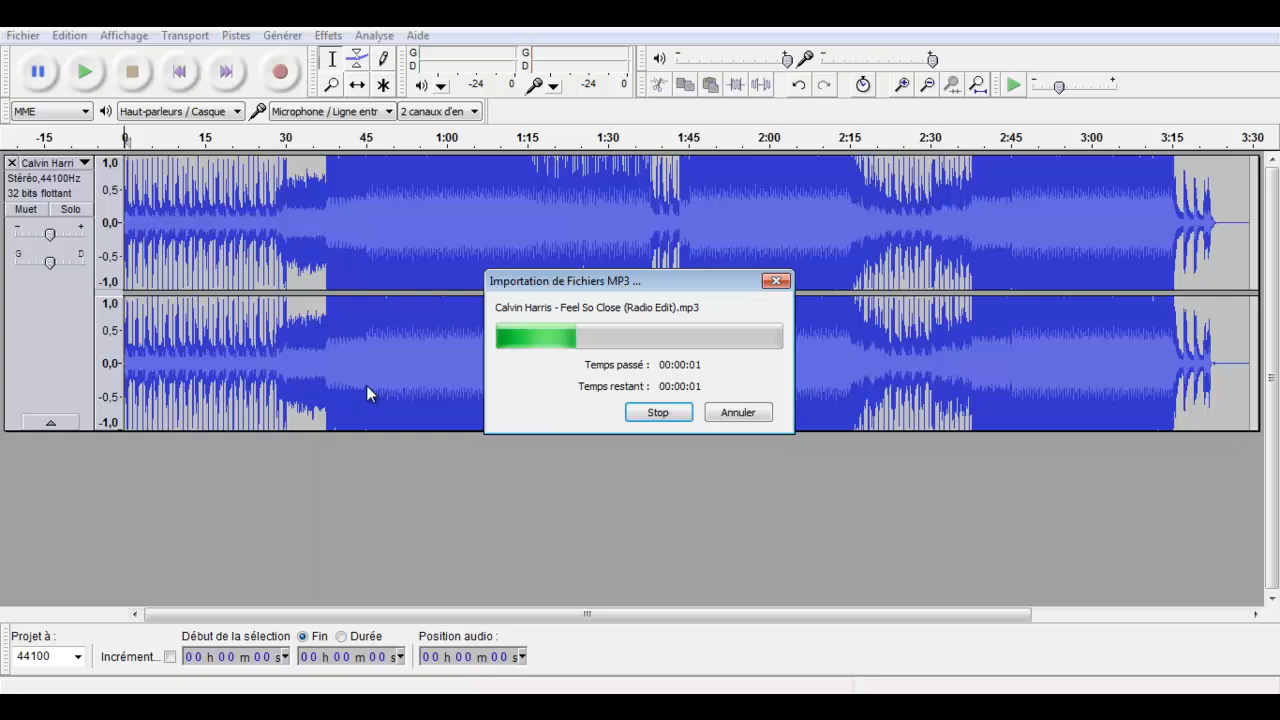 Fichier Edition Affichage Transport Pistes Générer Effets Analyse Aide
G
D
-24 0
G
D
-24 0
MME Haut-parleurs / Casque Microphone / Ligne entr 2 canaux d'en
-15 0 15 30 45 1:00 1:15 1:30 1:45 2:00 2:15 2:30 2:45 3:00 3:15 3:30
Calvin Harri
Stéréo,44100Hz
32 bits flottant
Muet Solo
- +
G D
1,0
0,5-
0,0-
-0,5-
-1,0
1,0
0,5-
0,0-
-0,5-
-1,0
Importation de Fichiers MP3 ...
Calvin Harris - Feel So Close (Radio Edit).mp3
Temps passé : 00:00:01
Temps restant : 00:00:01
Stop Annuler
Projet à : Début de la sélection Fin Durée Position audio :
44100 Incrément... 00 h 00 m 00 s 00 h 00 m 00 s 00 h 00 m 00 s